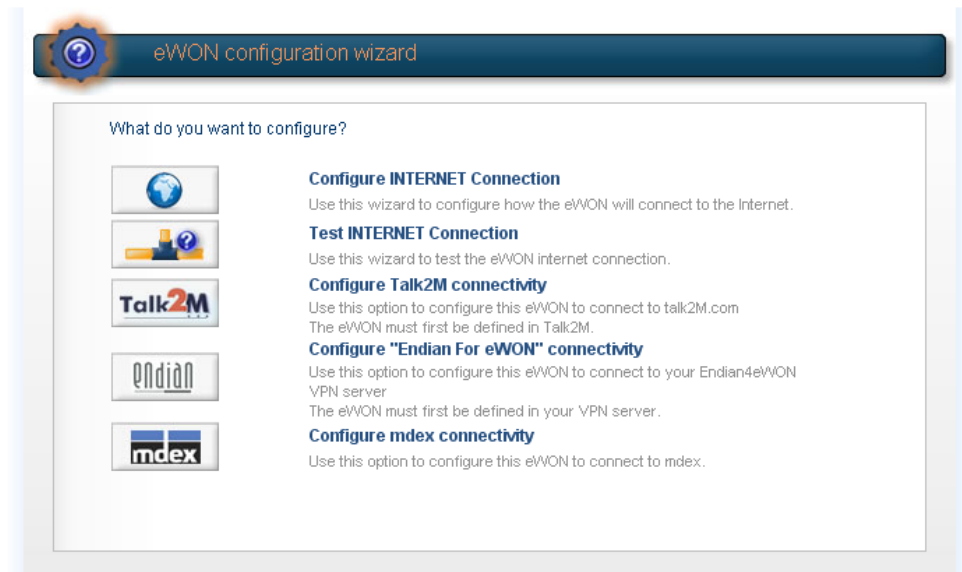 eWON configuration wizard
What do you want to configure?
Configure INTERNET Connection
Use this wizard to configure how the eWON will connect to the Internet.
Test INTERNET Connection
Use this wizard to test the eWON internet connection.
Talk2M
Configure Talk2M connectivity
Use this option to configure this eWON to connect to talk2M.com
The eWON must first be defined in Talk2M.
endian
Configure "Endian For eWON" connectivity
Use this option to configure this eWON to connect to your Endian4eWON
VPN server
The eWON must first be defined in your VPN server.
mdex
Configure mdex connectivity
Use this option to configure this eWON to connect to mdex.